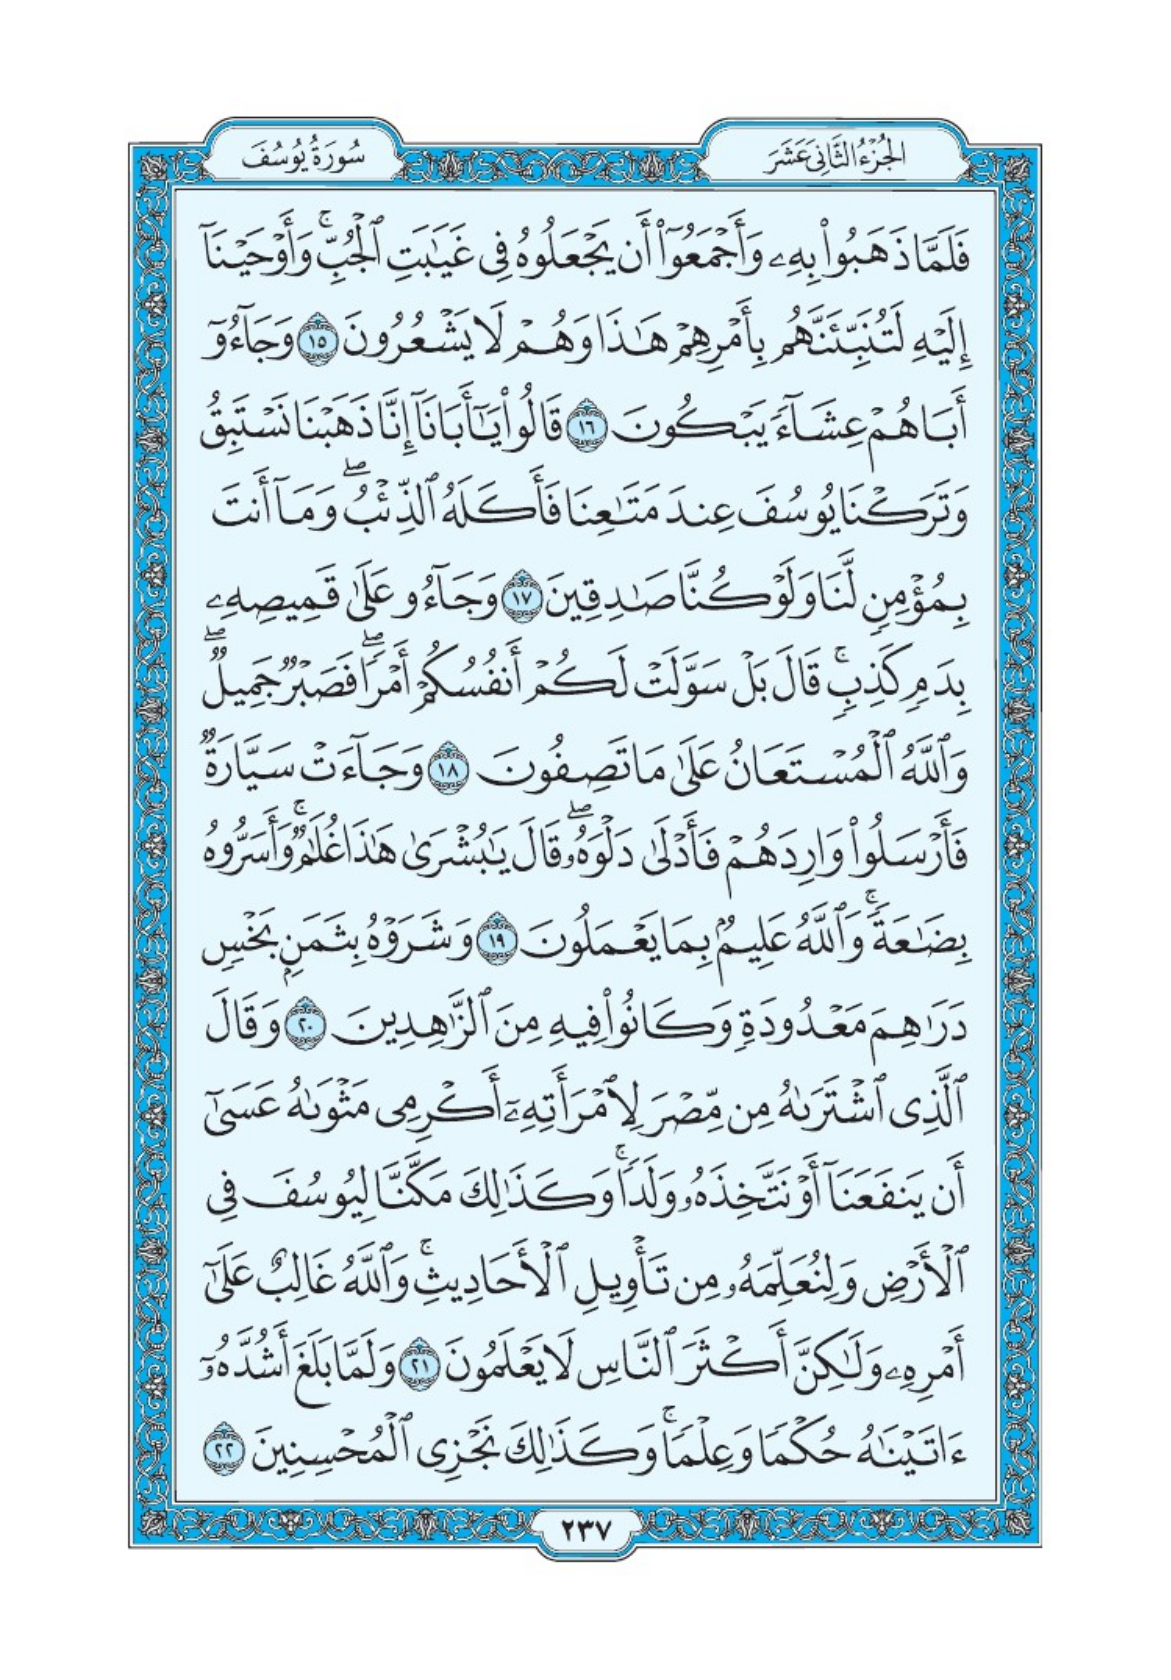 الجُزْءُ الثَّانِي عَشَرَ
سُورَةُ يُوسُفَ
فَلَمَّا ذَهَبُوا۟ بِهِۦ وَأَجْمَعُوٓا۟ أَن يَجْعَلُوهُ فِى غَيَـٰبَتِ ٱلْجُبِّ ۚ وَأَوْحَيْنَآ
إِلَيْهِ لَتُنَبِّئَنَّهُم بِأَمْرِهِمْ هَـٰذَا وَهُمْ لَا يَشْعُرُونَ ١٥ وَجَآءُوٓ
أَبَاهُمْ عِشَآءً يَبْكُونَ ١٦ قَالُوا۟ يَـٰٓأَبَانَآ إِنَّا ذَهَبْنَا نَسْتَبِقُ
وَتَرَكْنَا يُوسُفَ عِندَ مَتَـٰعِنَا فَأَكَلَهُ ٱلذِّئْبُ ۖ وَمَآ أَنتَ
بِمُؤْمِنٍ لَّنَا وَلَوْ كُنَّا صَـٰدِقِينَ ١٧ وَجَآءُو عَلَىٰ قَمِيصِهِۦ
بِدَمٍ كَذِبٍ ۚ قَالَ بَلْ سَوَّلَتْ لَكُمْ أَنفُسُكُمْ أَمْرًا ۖ فَصَبْرٌ جَمِيلٌ ۖ
وَٱللَّهُ ٱلْمُسْتَعَانُ عَلَىٰ مَا تَصِفُونَ ١٨ وَجَآءَتْ سَيَّارَةٌ
فَأَرْسَلُوا۟ وَارِدَهُمْ فَأَدْلَىٰ دَلْوَهُۥ ۖ قَالَ يَـٰبُشْرَىٰ هَـٰذَا غُلَـٰمٌ ۚ وَأَسَرُّوهُ
بِضَـٰعَةً ۚ وَٱللَّهُ عَلِيمٌۢ بِمَا يَعْمَلُونَ ١٩ وَشَرَوْهُ بِثَمَنٍۭ بَخْسٍ
دَرَٰهِمَ مَعْدُودَةٍ وَكَانُوا۟ فِيهِ مِنَ ٱلزَّٰهِدِينَ ٢٠ وَقَالَ
ٱلَّذِى ٱشْتَرَىٰهُ مِن مِّصْرَ لِٱمْرَأَتِهِۦٓ أَكْرِمِى مَثْوَىٰهُ عَسَىٰٓ
أَن يَنفَعَنَآ أَوْ نَتَّخِذَهُۥ وَلَدًا ۚ وَكَذَٰلِكَ مَكَّنَّا لِيُوسُفَ فِى
ٱلْأَرْضِ وَلِنُعَلِّمَهُۥ مِن تَأْوِيلِ ٱلْأَحَادِيثِ ۚ وَٱللَّهُ غَالِبٌ عَلَىٰٓ
أَمْرِهِۦ وَلَـٰكِنَّ أَكْثَرَ ٱلنَّاسِ لَا يَعْلَمُونَ ٢١ وَلَمَّا بَلَغَ أَشُدَّهُۥٓ
ءَاتَيْنَـٰهُ حُكْمًا وَعِلْمًا ۚ وَكَذَٰلِكَ نَجْزِى ٱلْمُحْسِنِينَ ٢٢
٢٣٧